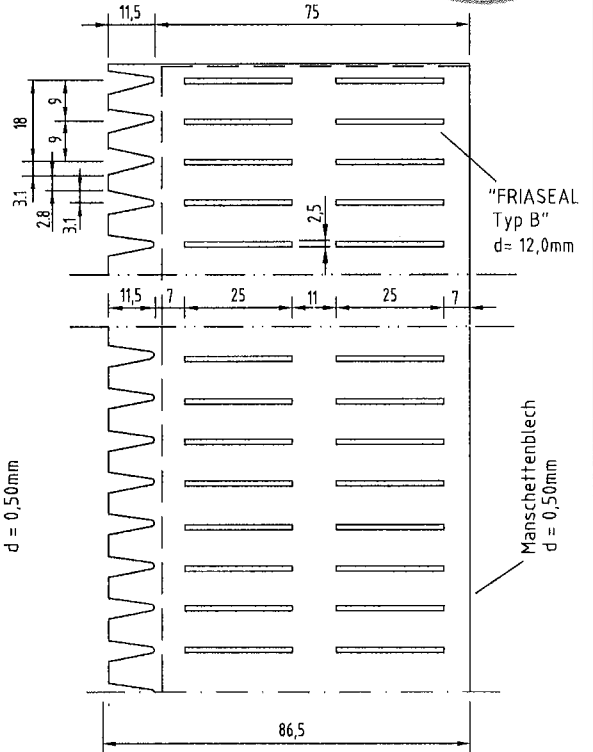 11,5
75
18
9
9
3.1
2.8
3.1
2,5
"FRIASEAL
Typ B"
d= 12,0mm
11,5
7
25
11
25
7
d = 0,50mm
Manschettenblech
d = 0,50mm
86,5